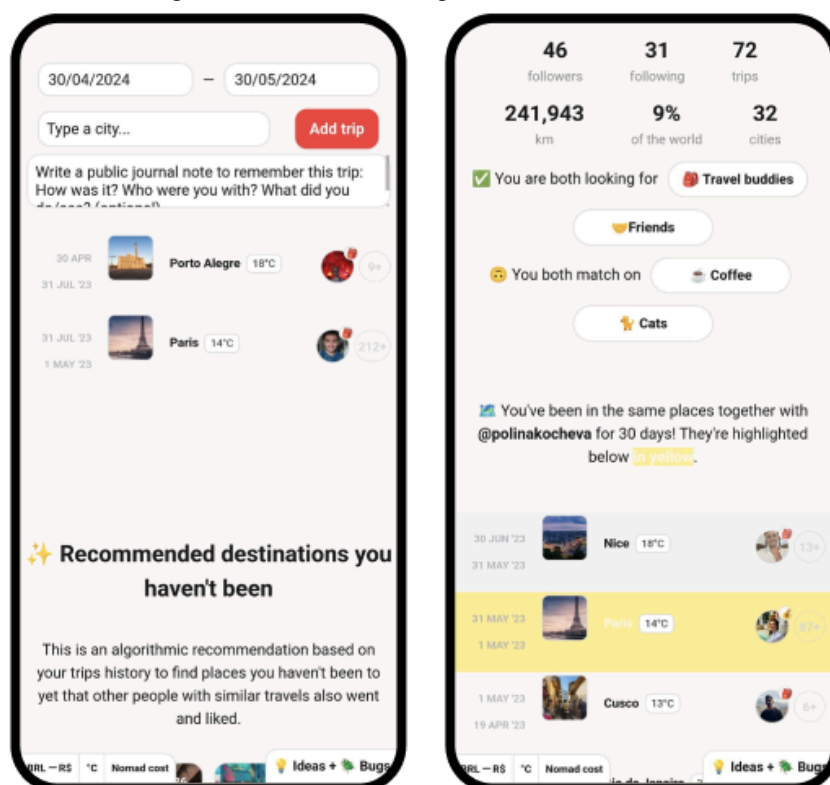 30/04/2024 – 30/05/2024
Type a city...
Add trip
Write a public journal note to remember this trip:
How was it? Who were you with? What did you
do/see? (optional)
30 APR
31 JUL '23
Porto Alegre 18°C
9+
31 JUL '23
1 MAY '23
Paris 14°C
212+
✨ Recommended destinations you
haven't been
This is an algorithmic recommendation based on
your trips history to find places you haven't been to
yet that other people with similar travels also went
and liked.
BRL – R$ °C Nomad cost
💡 Ideas + 🪲 Bugs
46 31 72
followers following trips
241,943 9% 32
km of the world cities
✅ You are both looking for 🎒 Travel buddies
🤝Friends
🙃 You both match on ☕ Coffee
🐈 Cats
🗺️ You've been in the same places together with
@polinakocheva for 30 days! They're highlighted
below in yellow.
30 JUN '23
31 MAY '23
Nice 18°C
13+
31 MAY '23
1 MAY '23
Paris 14°C
87+
1 MAY '23
19 APR '23
Cusco 13°C
6+
BRL – R$ °C Nomad cost
💡 Ideas + 🪲 Bugs